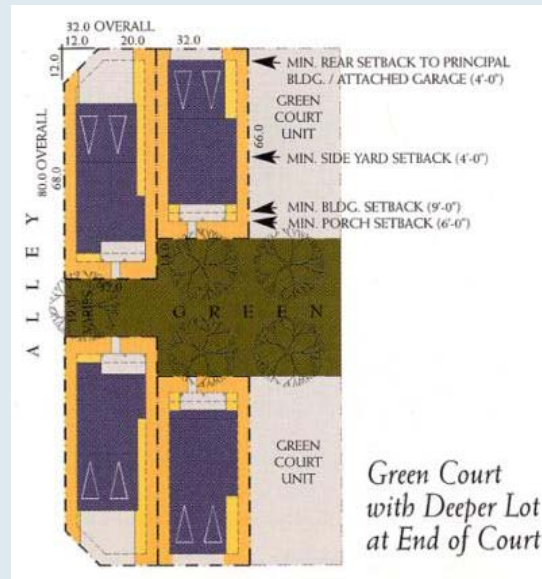 32.0 OVERALL
12.0 20.0 32.0
12.0
MIN. REAR SETBACK TO PRINCIPAL
BLDG. / ATTACHED GARAGE (4'-0")
GREEN
COURT
UNIT
80.0 OVERALL
68.0
66.0
MIN. SIDE YARD SETBACK (4'-0")
MIN. BLDG. SETBACK (9'-0")
MIN. PORCH SETBACK (6'-0")
ALLEY
VARIES
GREEN
GREEN
COURT
UNIT
Green Court
with Deeper Lot
at End of Court